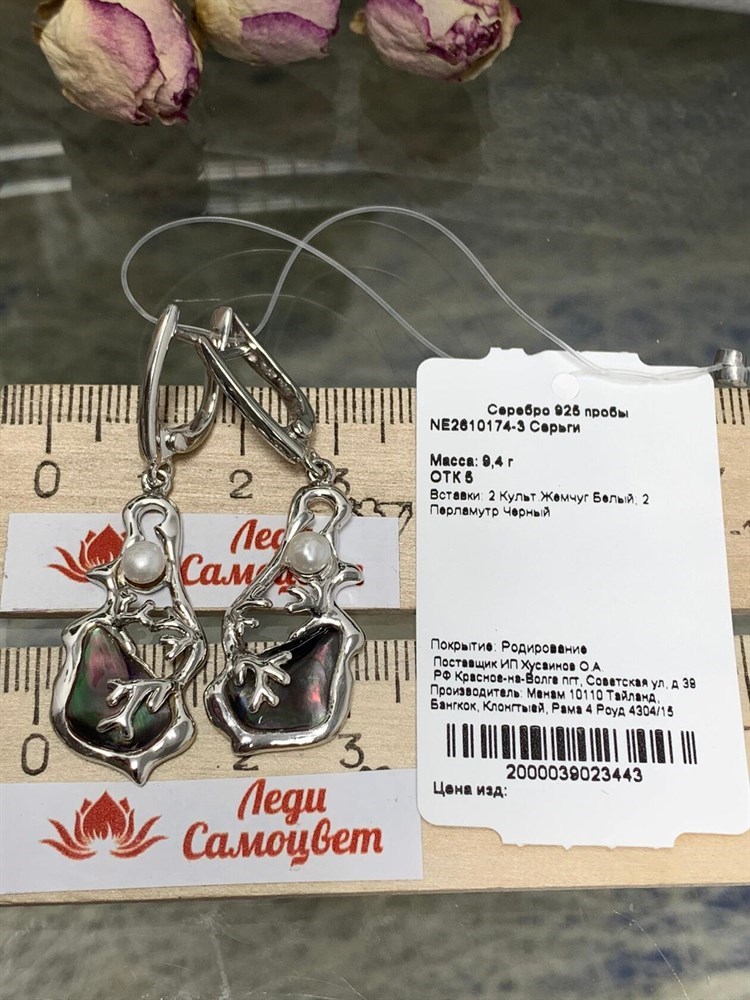 Серебро 925 пробы
NE2610174-3 Серьги
Масса: 9,4 г
ОТК 5
Вставки: 2 Культ Жемчуг Белый, 2
Перламутр Черный
0 2 3
Леди
Самоцвет
Покрытие: Родирование
Поставщик ИП Хусаинов О.А.
РФ Красное-на-Волге пгт, Советская ул, д 39
Производитель: Менам 10110 Тайланд,
Бангкок, Клонгтыей, Рама 4 Роуд 4304/15
2000039023443
Цена изд:
0 2 3
Леди
Самоцвет